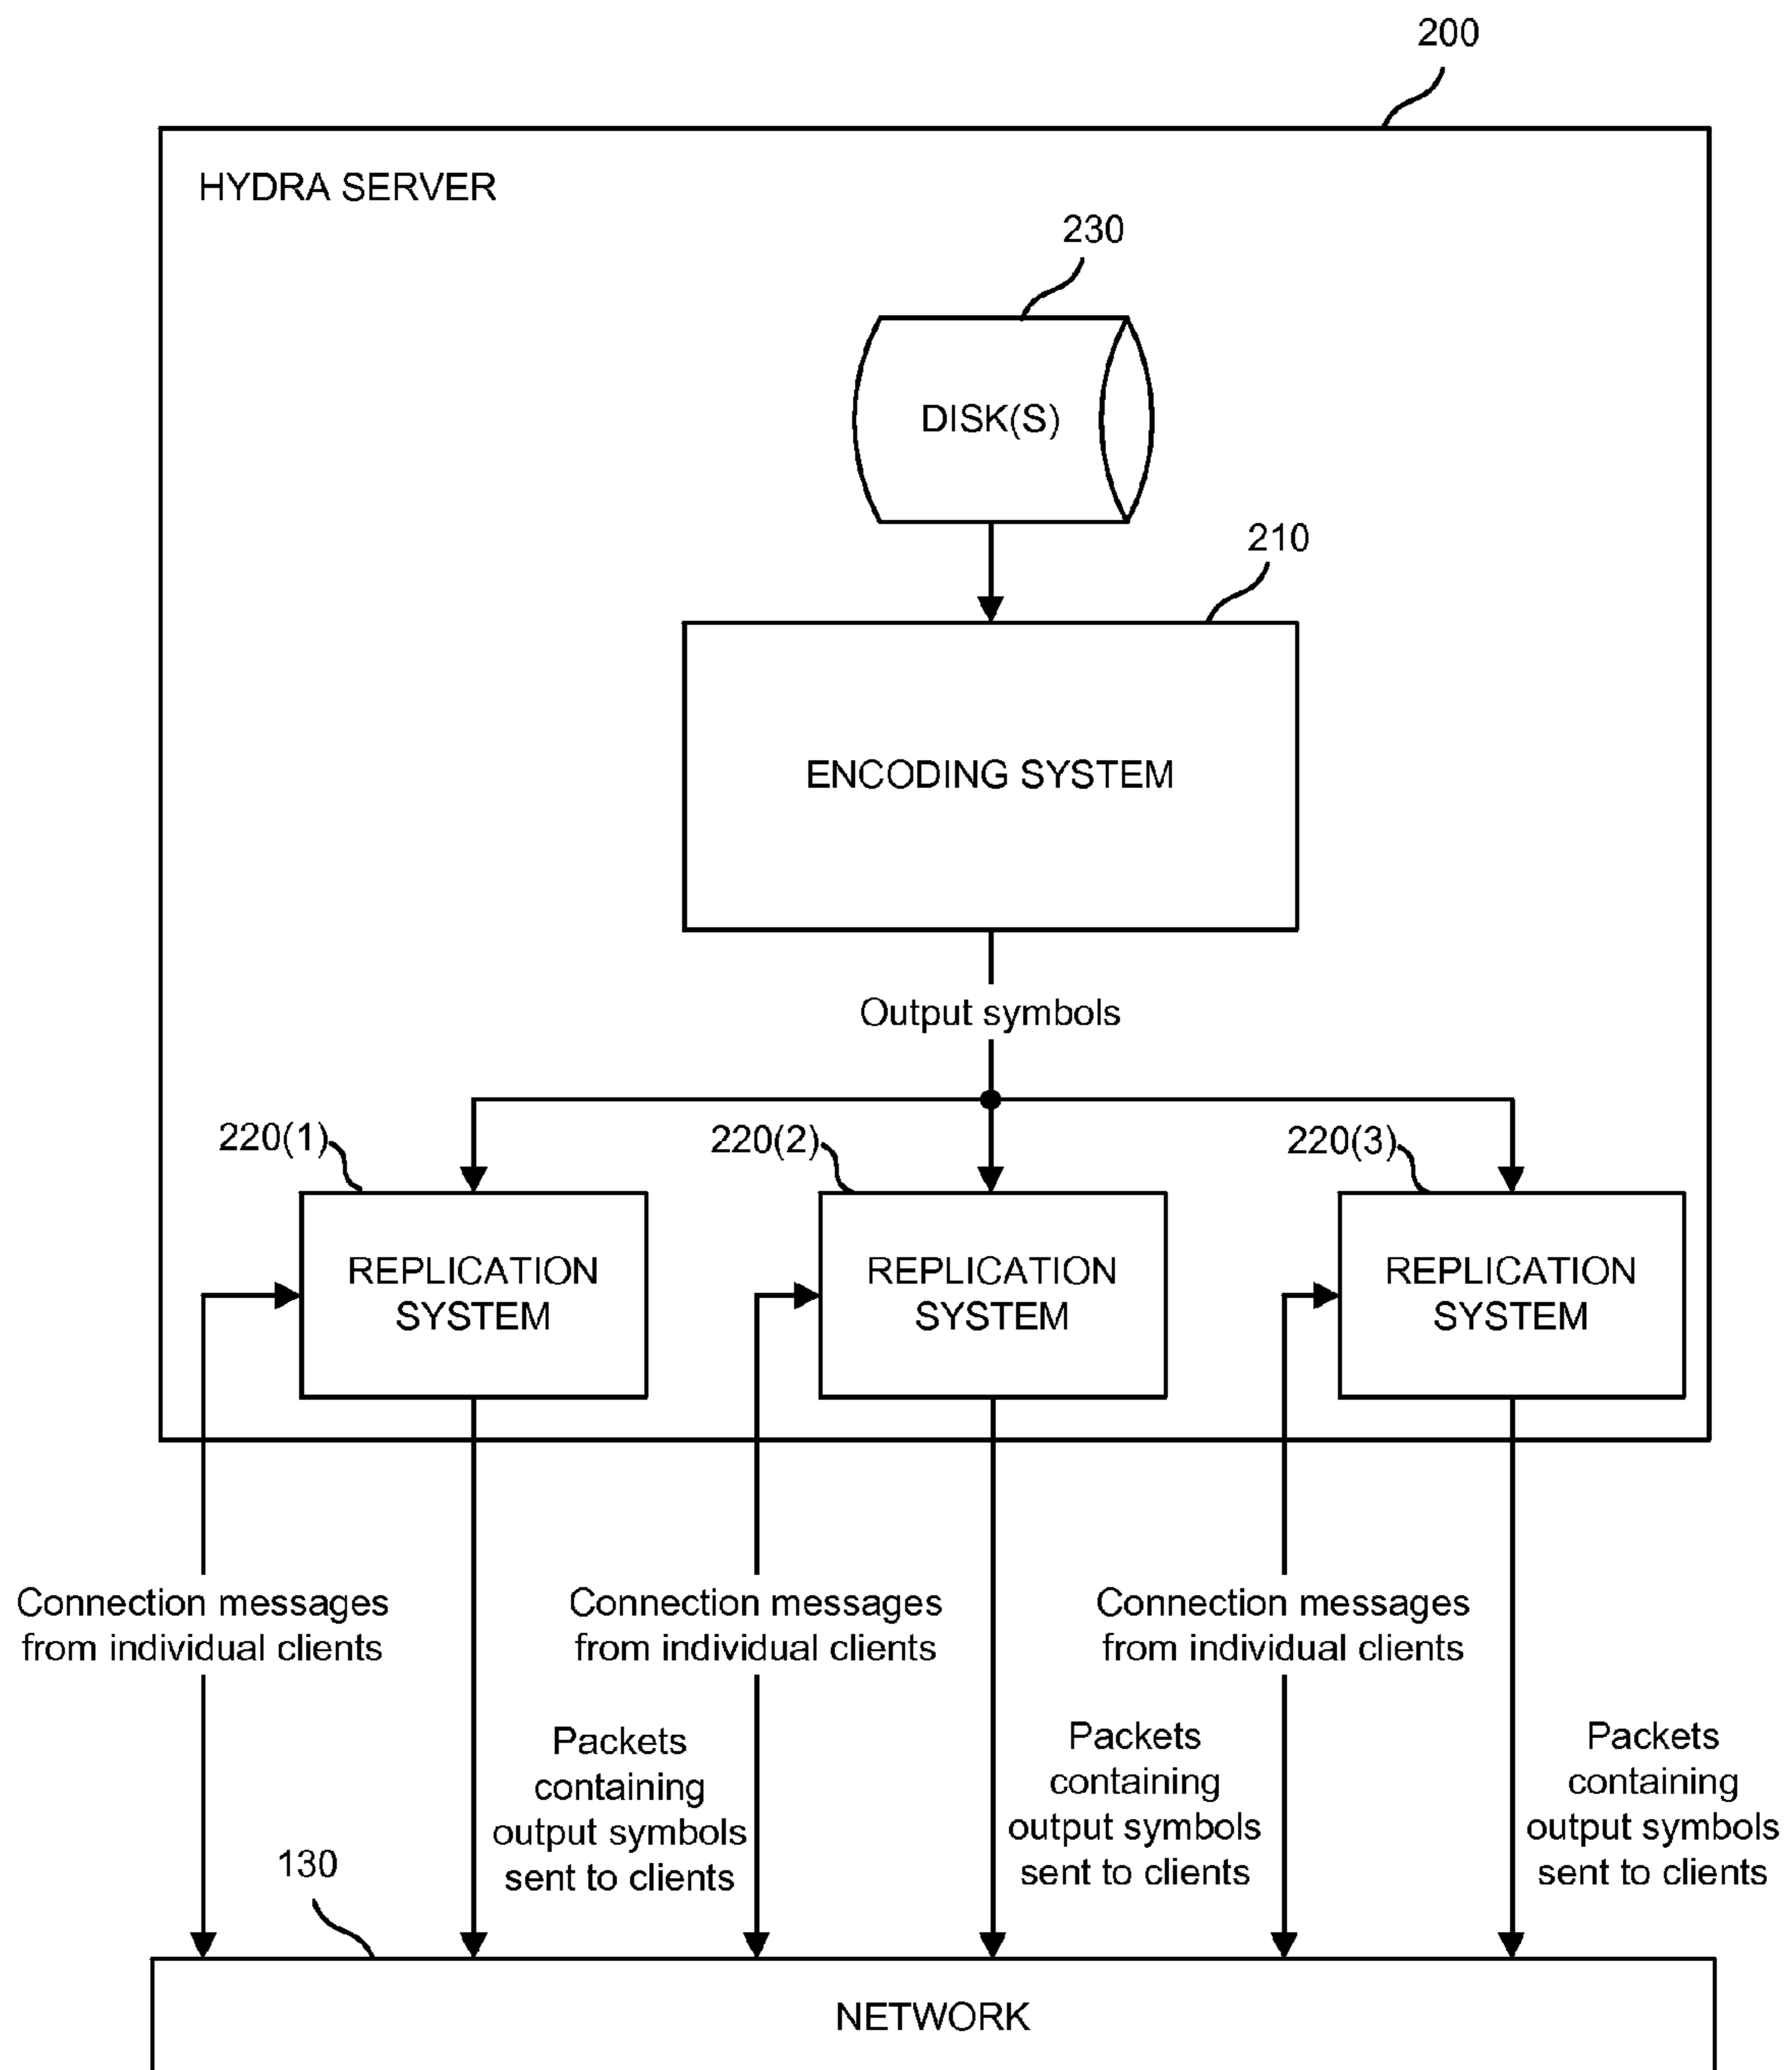 200
HYDRA SERVER
230
DISK(S)
210
ENCODING SYSTEM
Output symbols
220(1)
220(2)
220(3)
REPLICATION
SYSTEM
REPLICATION
SYSTEM
REPLICATION
SYSTEM
Connection messages
from individual clients
Connection messages
from individual clients
Connection messages
from individual clients
Packets
containing
output symbols
sent to clients
Packets
containing
output symbols
sent to clients
Packets
containing
output symbols
sent to clients
130
NETWORK